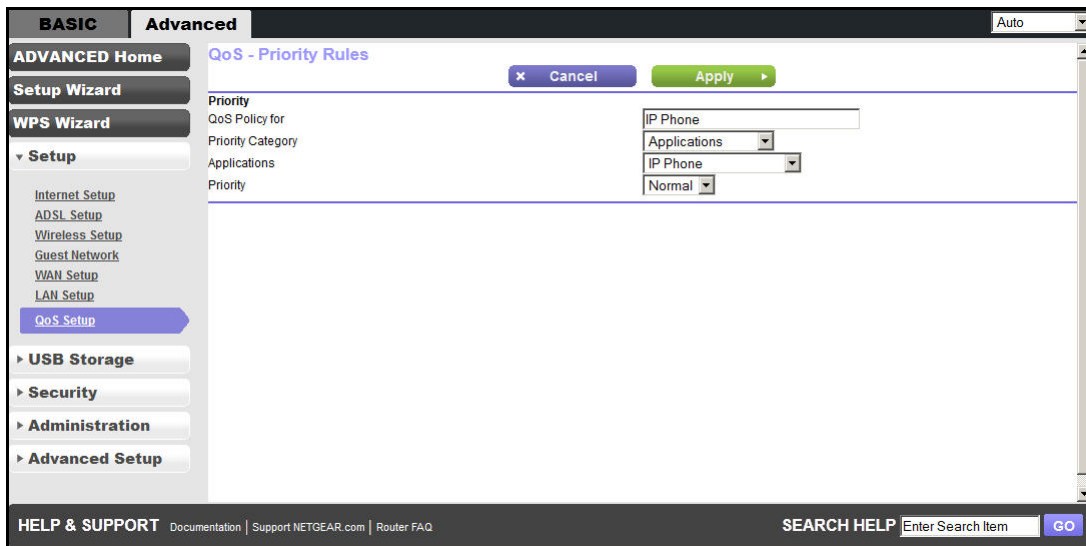 BASIC
Advanced
Auto
ADVANCED Home
Setup Wizard
WPS Wizard
Setup
Internet Setup
ADSL Setup
Wireless Setup
Guest Network
WAN Setup
LAN Setup
QoS Setup
USB Storage
Security
Administration
Advanced Setup
QoS - Priority Rules
Cancel
Apply
Priority
QoS Policy for
IP Phone
Priority Category
Applications
Applications
IP Phone
Priority
Normal
HELP & SUPPORT Documentation | Support NETGEAR.com | Router FAQ
SEARCH HELP Enter Search Item GO